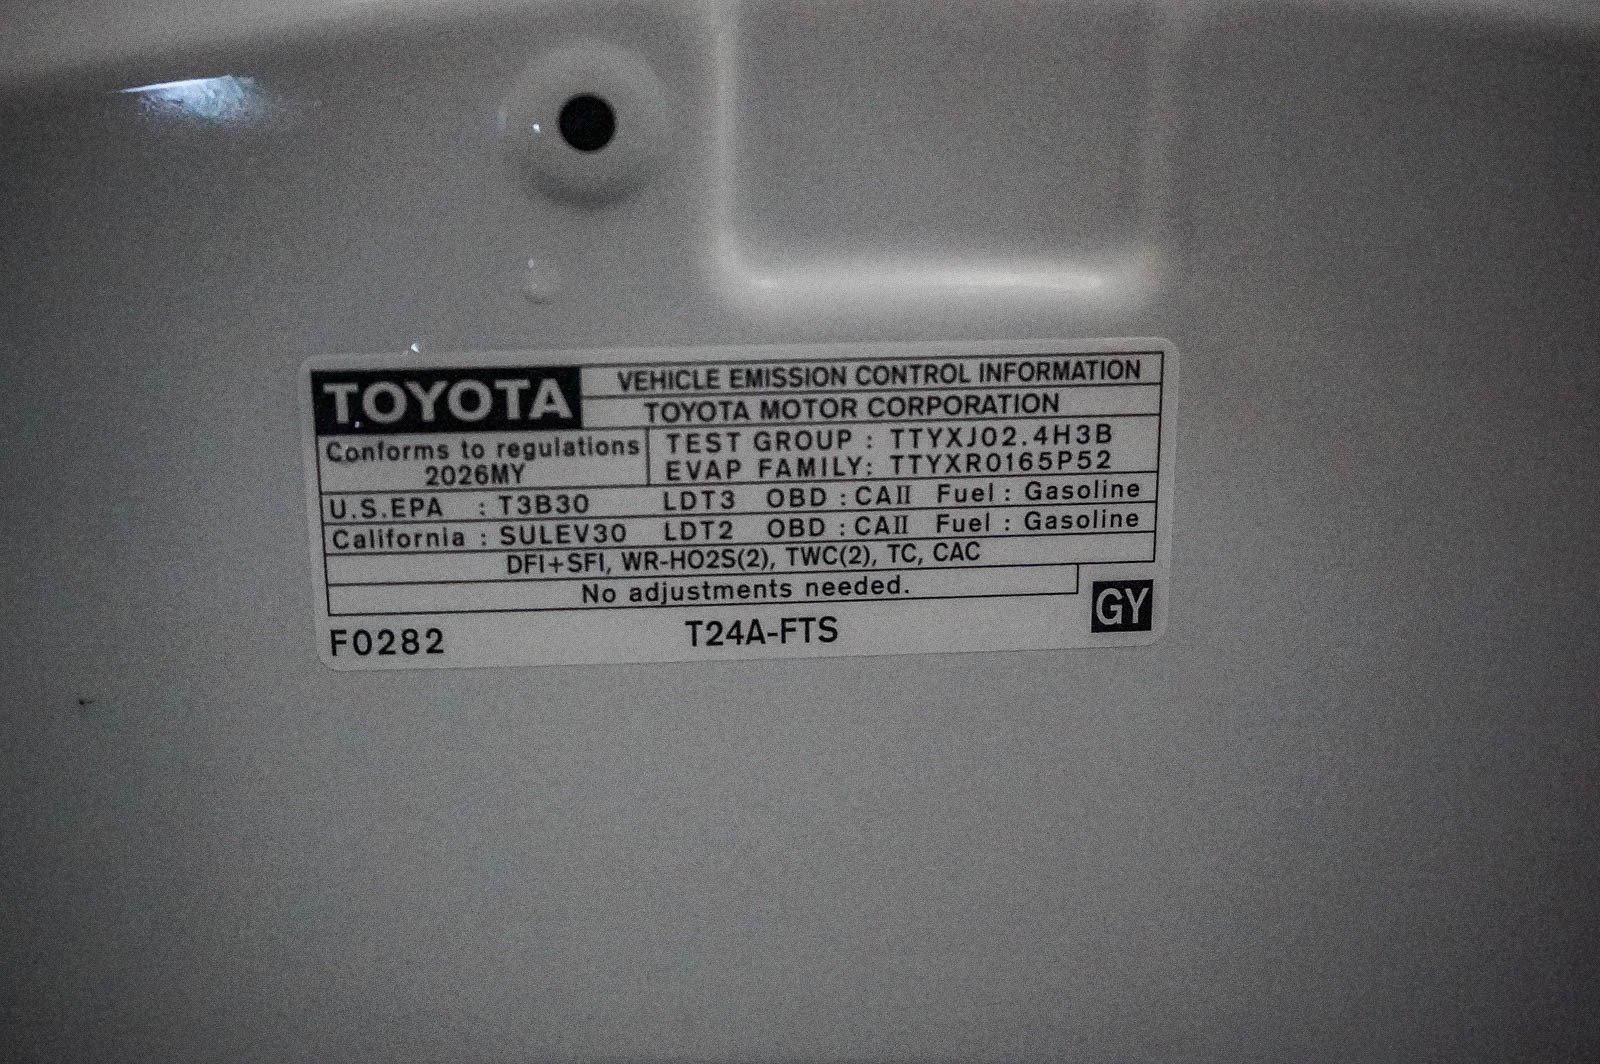 TOYOTA
VEHICLE EMISSION CONTROL INFORMATION
TOYOTA MOTOR CORPORATION
Conforms to regulations
2026MY
TEST GROUP : TTYXJ02.4H3B
EVAP FAMILY: TTYXR0165P52
U.S.EPA : T3B30 LDT3 OBD : CAII Fuel : Gasoline
California : SULEV30 LDT2 OBD : CAII Fuel : Gasoline
DFI+SFI, WR-HO2S(2), TWC(2), TC, CAC
No adjustments needed.
F0282 T24A-FTS GY